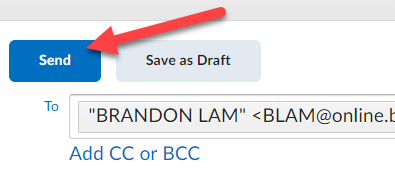 Send Save as Draft
To "BRANDON LAM" <BLAM@online.b
Add CC or BCC